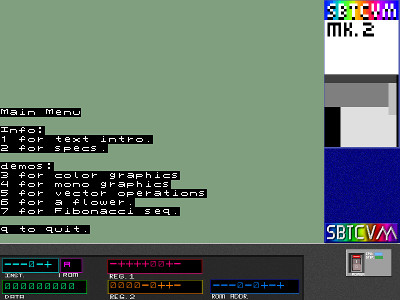 SBTCVM
MK.2
Main Menu
Info:
1 for text intro.
2 for specs.
demos:
3 for color graphics
4 for mono graphics
5 for vector operations
6 for a flower.
7 for Fibonacci seq.
q to quit.
SBTCVM
---0-+
A
INST.
ROM
-++++00+-
REG.1
000000000
DATA
0000-0++-
REG.2
--0-0-+0+-
ROM ADDR.